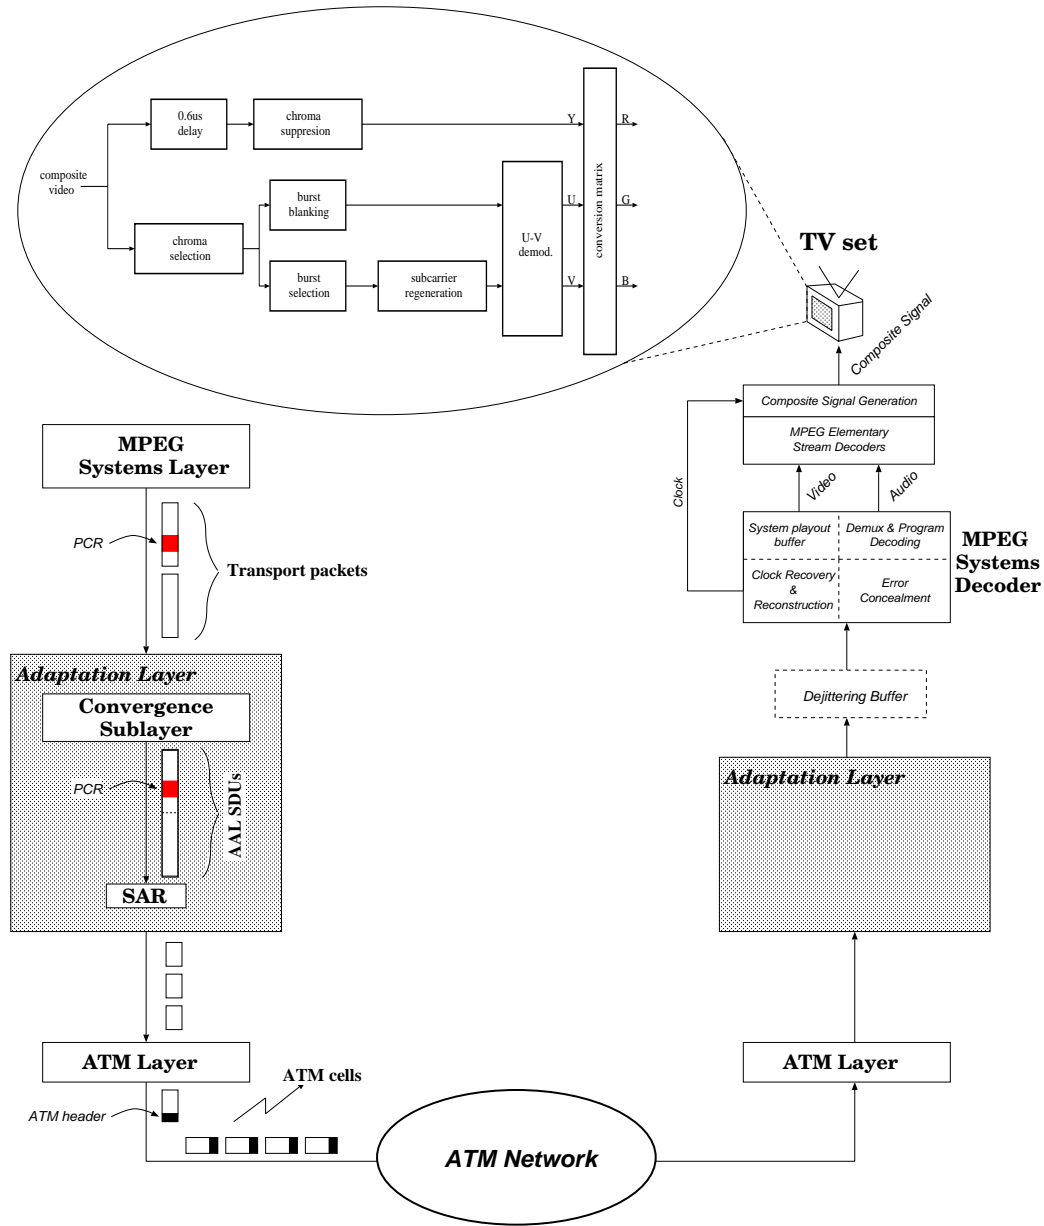 0.6us
delay
chroma
suppresion
Y
R
composite
video
burst
blanking
U
G
conversion matrix
chroma
selection
U-V
demod.
burst
selection
subcarrier
regeneration
V
B
TV set
Composite Signal
Composite Signal Generation
MPEG Elementary
Stream Decoders
Clock
Video
Audio
System playout
buffer
Demux & Program
Decoding
Clock Recovery
&
Reconstruction
Error
Concealment
MPEG
Systems
Decoder
MPEG
Systems Layer
PCR
Transport packets
Adaptation Layer
Convergence
Sublayer
PCR
AAL SDUs
SAR
Dejittering Buffer
Adaptation Layer
ATM Layer
ATM header
ATM cells
ATM Network
ATM Layer